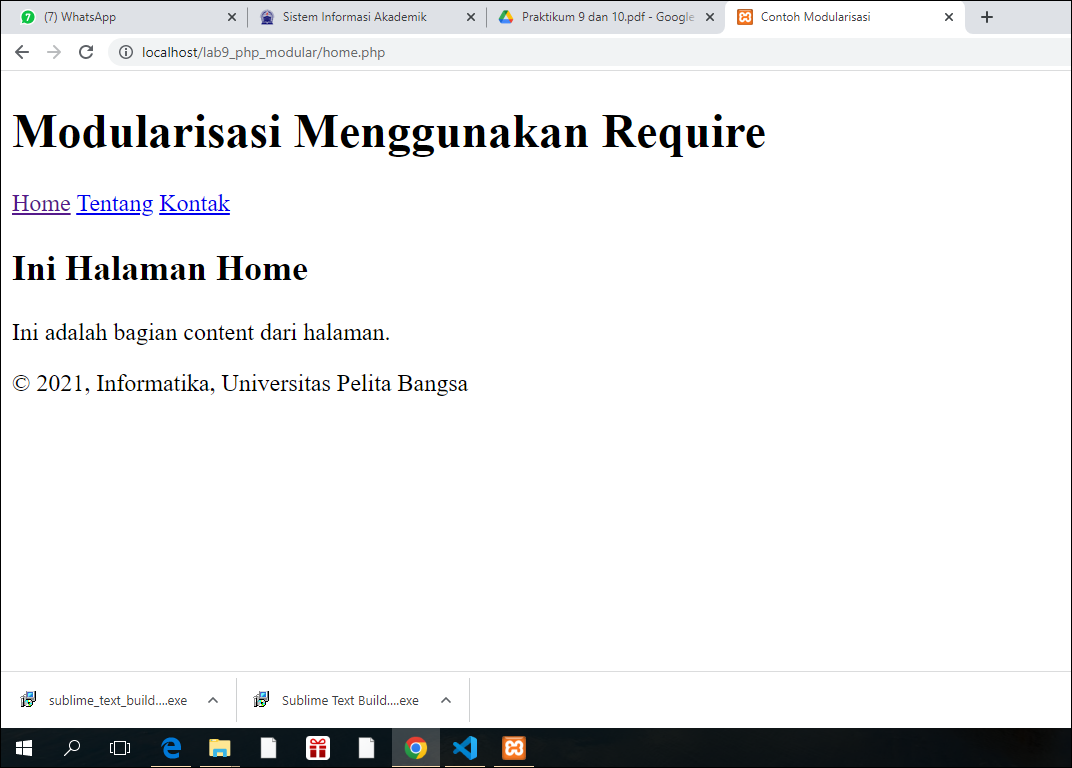 (7) WhatsApp
Sistem Informasi Akademik
Praktikum 9 dan 10.pdf - Google
Contoh Modularisasi
localhost/lab9_php_modular/home.php
Modularisasi Menggunakan Require
Home Tentang Kontak
Ini Halaman Home
Ini adalah bagian content dari halaman.
© 2021, Informatika, Universitas Pelita Bangsa
sublime_text_build....exe
Sublime Text Build....exe